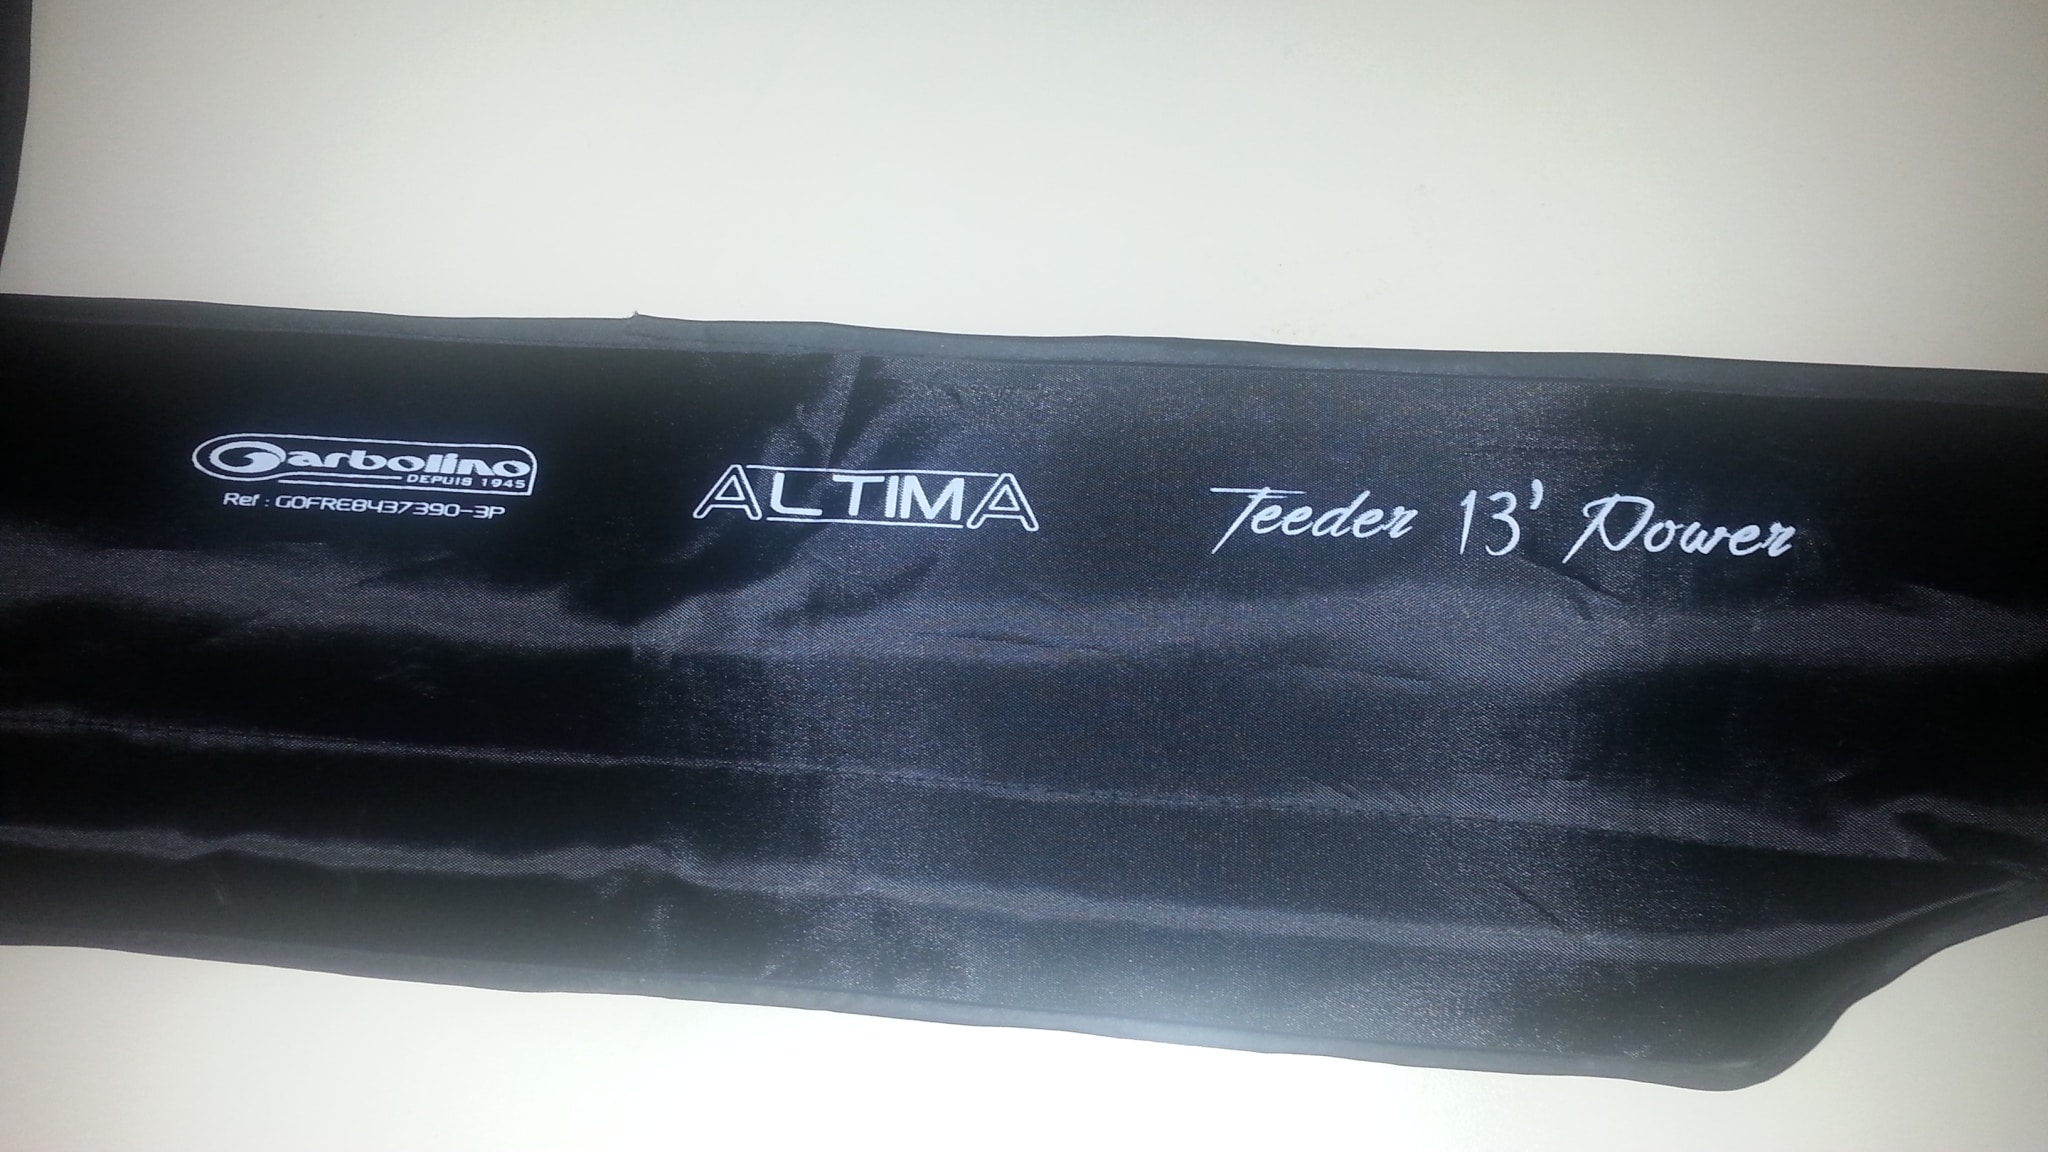 Garbolino
DEPUIS 1945
Ref : GOFRE8437390-3P
ALTIMA
Feeder 13' Power